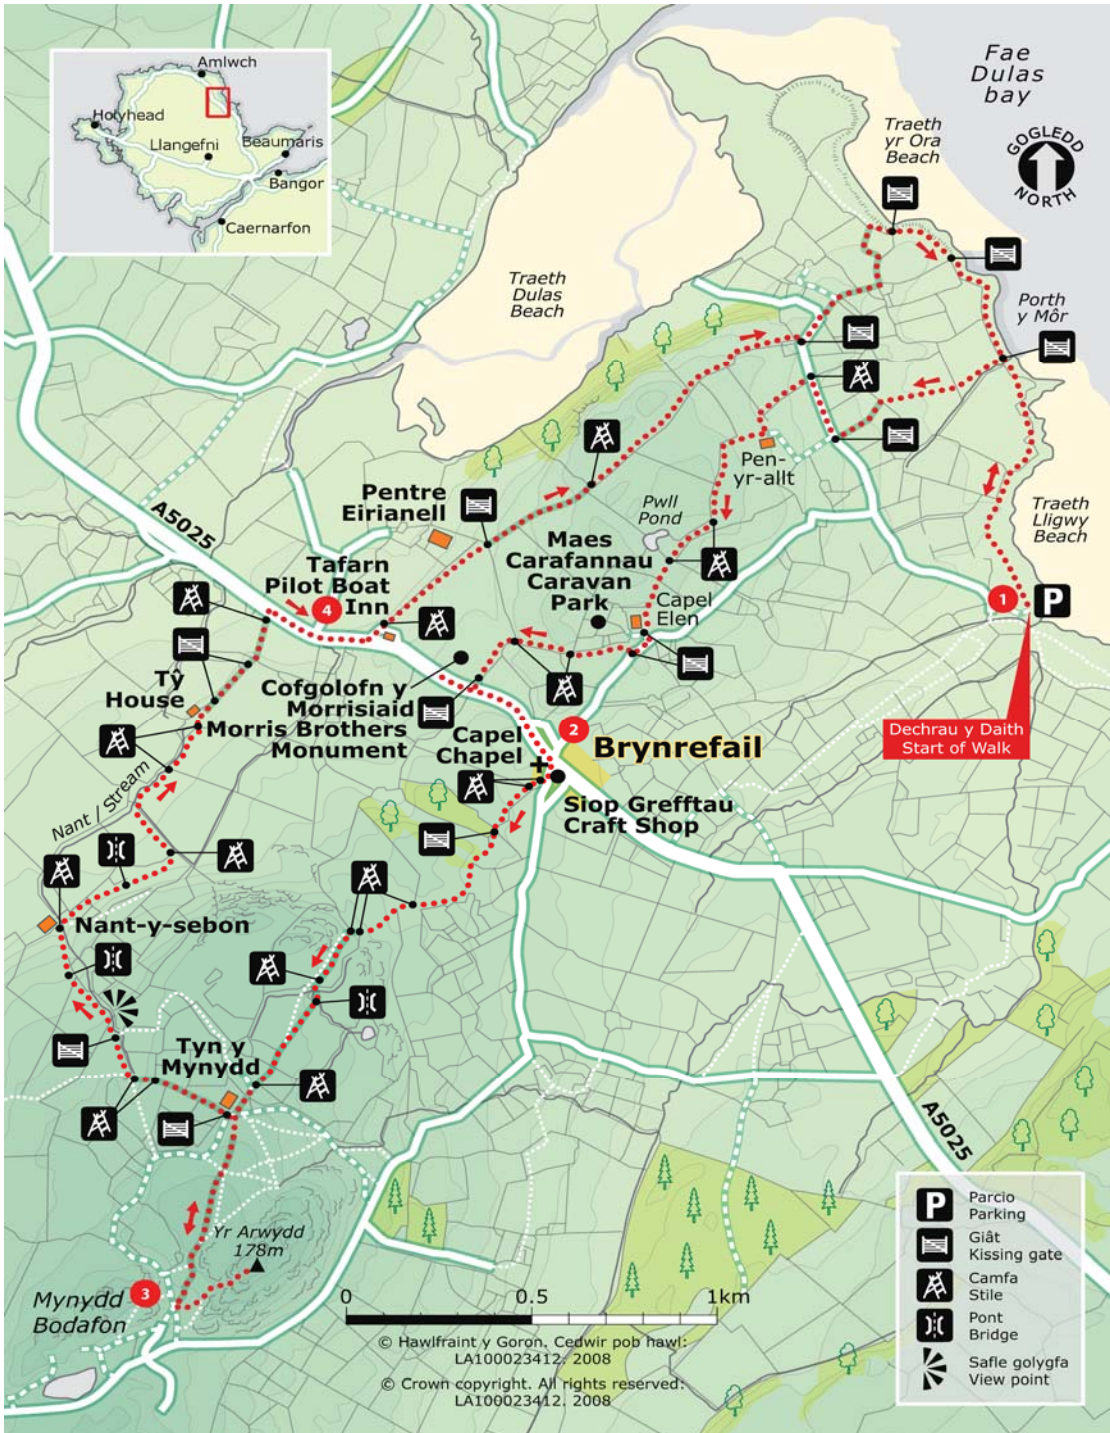 Amlwch
Holyhead
Llangefni
Beaumaris
Bangor
Caernarfon
Fae
Dulas
bay
GOGLEDD
NORTH
Traeth
yr Ora
Beach
Traeth
Dulas
Beach
Porth
y Môr
A5025
Pentre
Eirianell
Pen-
yr-allt
Pwll
Pond
Traeth
Lligwy
Beach
Maes
Carafannau
Caravan
Park
Tafarn
Pilot Boat
Inn
4
Capel
Elen
1
P
Tŷ
House
Cofgolofn y
Morrisiaid
Morris Brothers
Monument
Capel
Chapel
2
Brynrefail
Dechrau y Daith
Start of Walk
Siop Grefftau
Craft Shop
Nant / Stream
Nant-y-sebon
Tyn y
Mynydd
A5025
Yr Arwydd
178m
3
Mynydd
Bodafon
0 0.5 1km
© Hawlfraint y Goron. Cedwir pob hawl:
LA100023412. 2008
© Crown copyright. All rights reserved:
LA100023412. 2008
P
Parcio
Parking
Giât
Kissing gate
Camfa
Stile
Pont
Bridge
Safle golygfa
View point